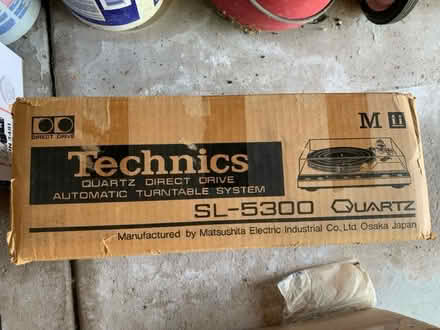 DIRECT DRIVE
M
Technics
QUARTZ DIRECT DRIVE
AUTOMATIC TURNTABLE SYSTEM
SL-5300 QUARTZ
Manufactured by Matsushita Electric Industrial Co., Ltd. Osaka Japan